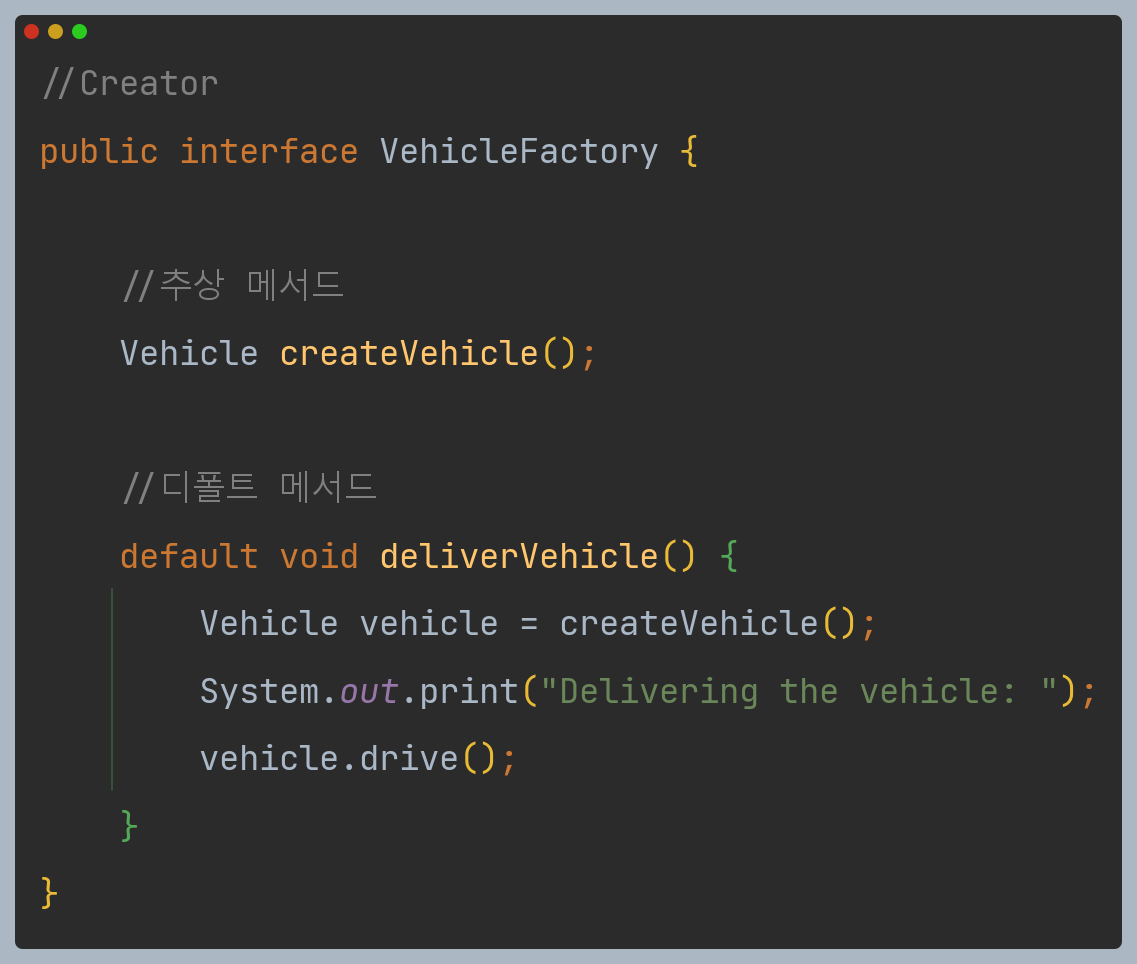 //Creator
public interface VehicleFactory {
//추상 메서드
Vehicle createVehicle();
//디폴트 메서드
default void deliverVehicle() {
Vehicle vehicle = createVehicle();
System.out.print("Delivering the vehicle: ");
vehicle.drive();
}
}